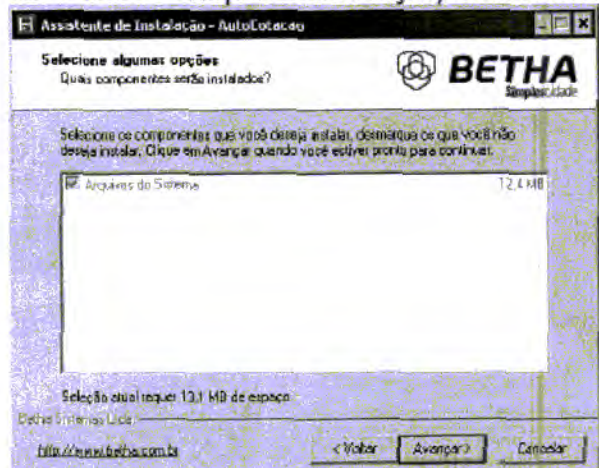 Assistente de Instalação - AutoCotacao
Selecione algumas opções
Quais componentes serão instalados?
BETHA
Simplescidade
Selecione os componentes que você deseja instalar, desmarque os que você não
deseja instalar. Clique em Avançar quando você estiver pronto para continuar.
Arquivos do Sistema 12,4 MB
Seleção atual requer 13,1 MB de espaço
Betha Sistemas Ltda.
http://www.betha.com.br
< Voltar Avançar > Cancelar